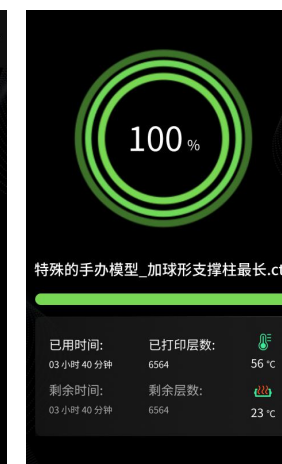 100 %
特殊的手办模型_加球形支撑柱最长.ct
已用时间: 已打印层数:
03 小时 40 分钟 6564 56 ℃
剩余时间: 剩余层数:
03 小时 40 分钟 6564 23 ℃